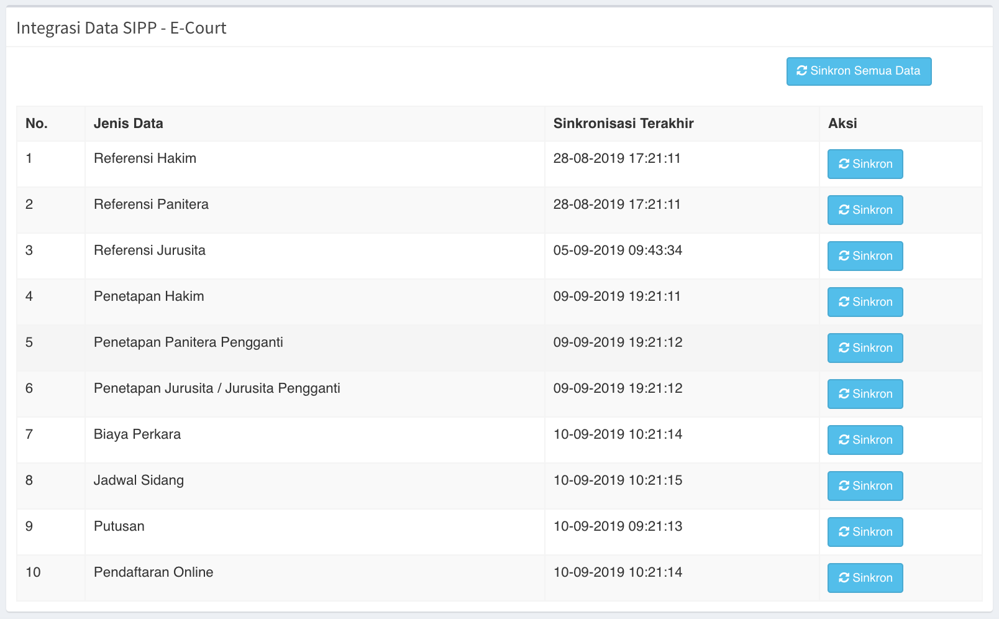 Integrasi Data SIPP - E-Court
Sinkron Semua Data
No. Jenis Data Sinkronisasi Terakhir Aksi
1 Referensi Hakim 28-08-2019 17:21:11 Sinkron
2 Referensi Panitera 28-08-2019 17:21:11 Sinkron
3 Referensi Jurusita 05-09-2019 09:43:34 Sinkron
4 Penetapan Hakim 09-09-2019 19:21:11 Sinkron
5 Penetapan Panitera Pengganti 09-09-2019 19:21:12 Sinkron
6 Penetapan Jurusita / Jurusita Pengganti 09-09-2019 19:21:12 Sinkron
7 Biaya Perkara 10-09-2019 10:21:14 Sinkron
8 Jadwal Sidang 10-09-2019 10:21:15 Sinkron
9 Putusan 10-09-2019 09:21:13 Sinkron
10 Pendaftaran Online 10-09-2019 10:21:14 Sinkron